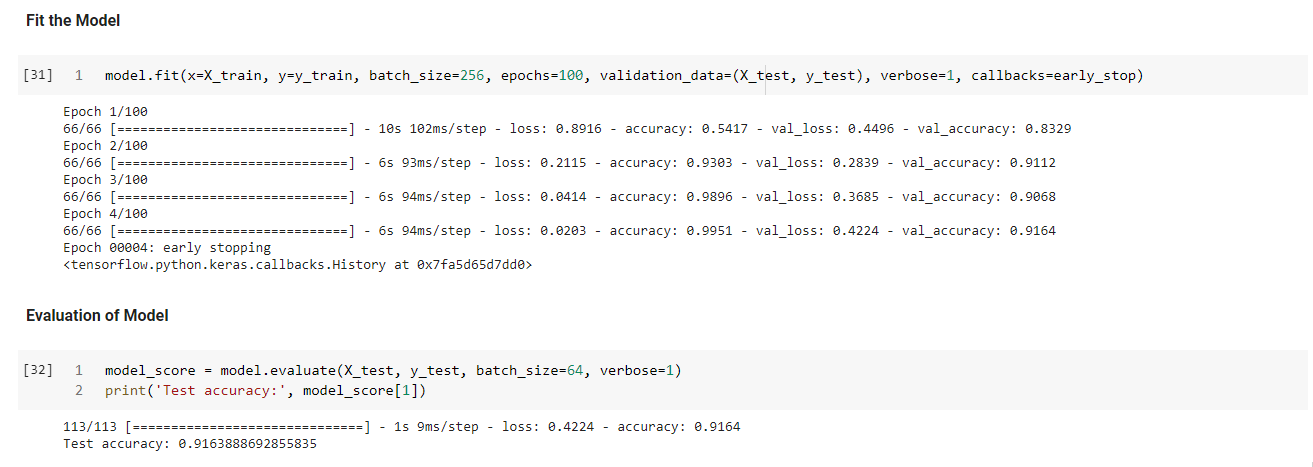 Fit the Model
[31] 1 model.fit(x=X_train, y=y_train, batch_size=256, epochs=100, validation_data=(X_test, y_test), verbose=1, callbacks=early_stop)
Epoch 1/100
66/66 [==============================] - 10s 102ms/step - loss: 0.8916 - accuracy: 0.5417 - val_loss: 0.4496 - val_accuracy: 0.8329
Epoch 2/100
66/66 [==============================] - 6s 93ms/step - loss: 0.2115 - accuracy: 0.9303 - val_loss: 0.2839 - val_accuracy: 0.9112
Epoch 3/100
66/66 [==============================] - 6s 94ms/step - loss: 0.0414 - accuracy: 0.9896 - val_loss: 0.3685 - val_accuracy: 0.9068
Epoch 4/100
66/66 [==============================] - 6s 94ms/step - loss: 0.0203 - accuracy: 0.9951 - val_loss: 0.4224 - val_accuracy: 0.9164
Epoch 00004: early stopping
<tensorflow.python.keras.callbacks.History at 0x7fa5d65d7dd0>
Evaluation of Model
[32] 1 model_score = model.evaluate(X_test, y_test, batch_size=64, verbose=1)
2 print('Test accuracy:', model_score[1])
113/113 [==============================] - 1s 9ms/step - loss: 0.4224 - accuracy: 0.9164
Test accuracy: 0.9163888692855835